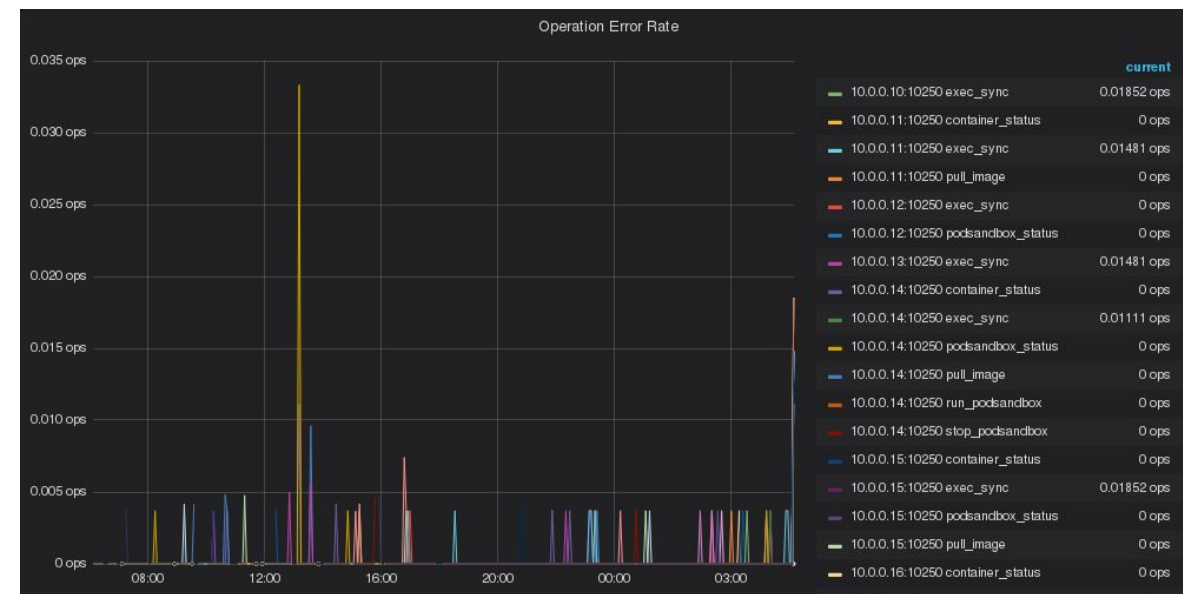 Operation Error Rate
0.035 ops
0.030 ops
0.025 ops
0.020 ops
0.015 ops
0.010 ops
0.005 ops
0 ops
08:00 12:00 16:00 20:00 00:00 03:00
current
10.0.0.10:10250 exec_sync 0.01852 ops
10.0.0.11:10250 container_status 0 ops
10.0.0.11:10250 exec_sync 0.01481 ops
10.0.0.11:10250 pull_image 0 ops
10.0.0.12:10250 exec_sync 0 ops
10.0.0.12:10250 podsandbox_status 0 ops
10.0.0.13:10250 exec_sync 0.01481 ops
10.0.0.14:10250 container_status 0 ops
10.0.0.14:10250 exec_sync 0.01111 ops
10.0.0.14:10250 podsandbox_status 0 ops
10.0.0.14:10250 pull_image 0 ops
10.0.0.14:10250 run_podsandbox 0 ops
10.0.0.14:10250 stop_podsandbox 0 ops
10.0.0.15:10250 container_status 0 ops
10.0.0.15:10250 exec_sync 0.01852 ops
10.0.0.15:10250 podsandbox_status 0 ops
10.0.0.15:10250 pull_image 0 ops
10.0.0.16:10250 container_status 0 ops